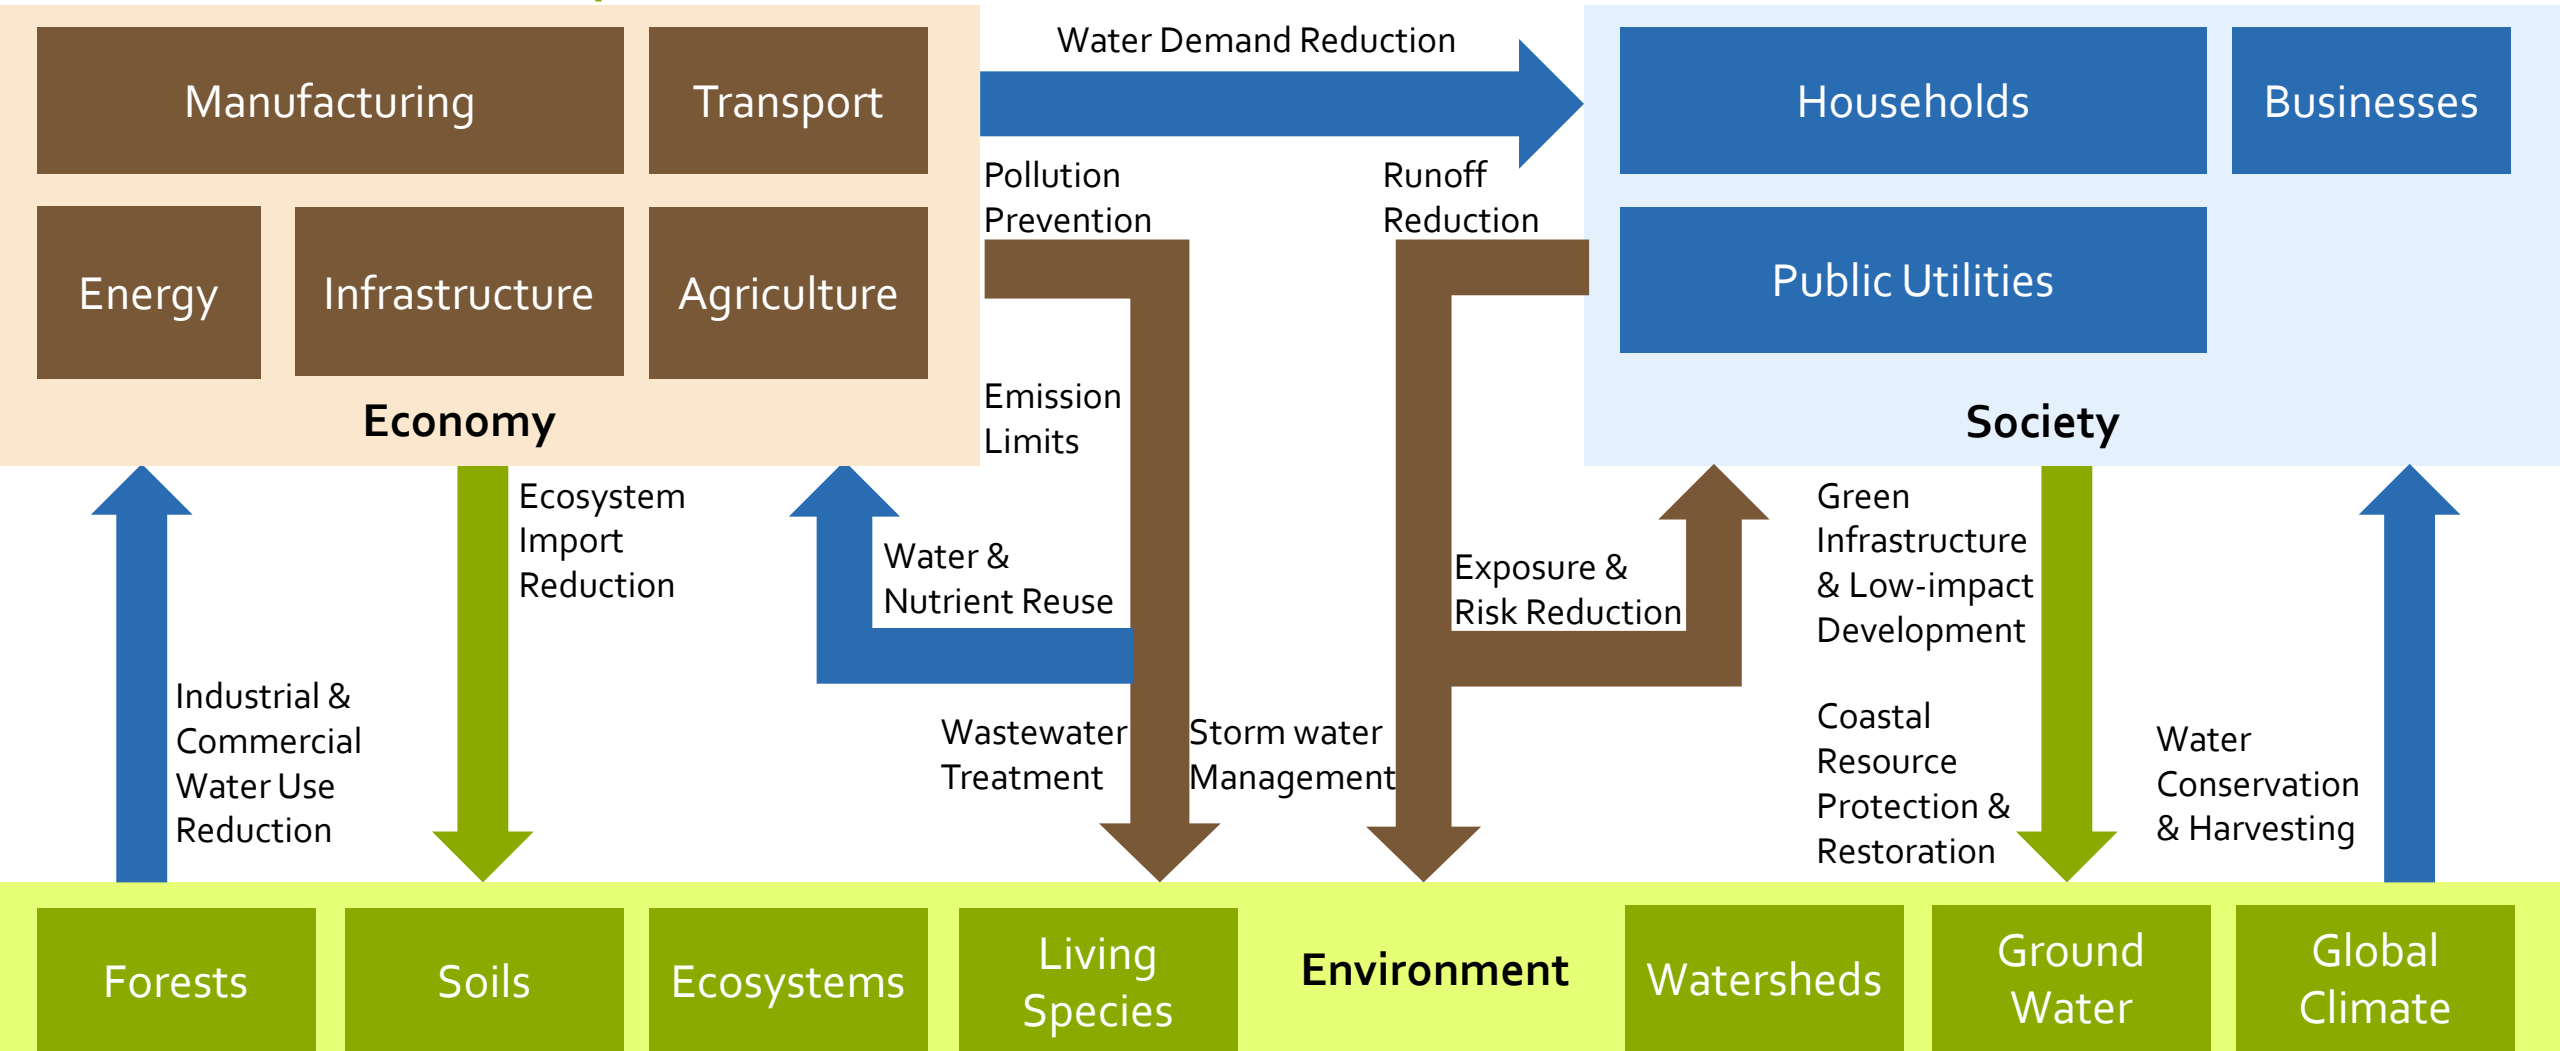 Water Demand Reduction
Manufacturing
Transport
Households
Businesses
Pollution
Prevention
Runoff
Reduction
Energy
Infrastructure
Agriculture
Public Utilities
Emission
Limits
Economy
Society
Ecosystem
Import
Reduction
Water &
Nutrient Reuse
Exposure &
Risk Reduction
Green
Infrastructure
& Low-impact
Development
Industrial &
Commercial
Water Use
Reduction
Wastewater
Treatment
Storm water
Management
Coastal
Resource
Protection &
Restoration
Water
Conservation
& Harvesting
Forests
Soils
Ecosystems
Living
Species
Environment
Watersheds
Ground
Water
Global
Climate